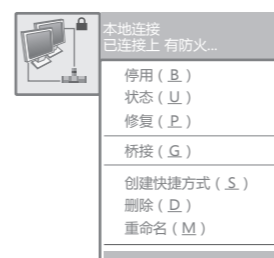 本地连接
已连接上 有防火...
停用（B）
状态（U）
修复（P）
桥接（G）
创建快捷方式（S）
删除（D）
重命名（M）